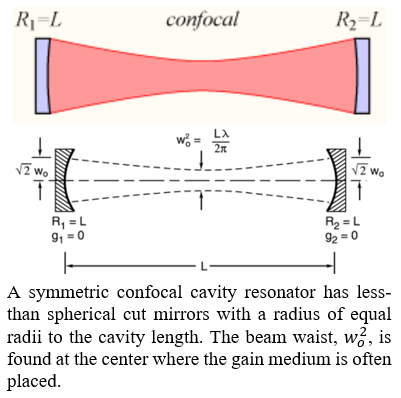 R₁=L confocal R₂=L
w₀² = Lλ / 2π
√2 w₀ √2 w₀
R₁ = L R₂ = L
g₁ = 0 g₂ = 0
L
A symmetric confocal cavity resonator has less-
than spherical cut mirrors with a radius of equal
radii to the cavity length. The beam waist, w₀², is
found at the center where the gain medium is often
placed.